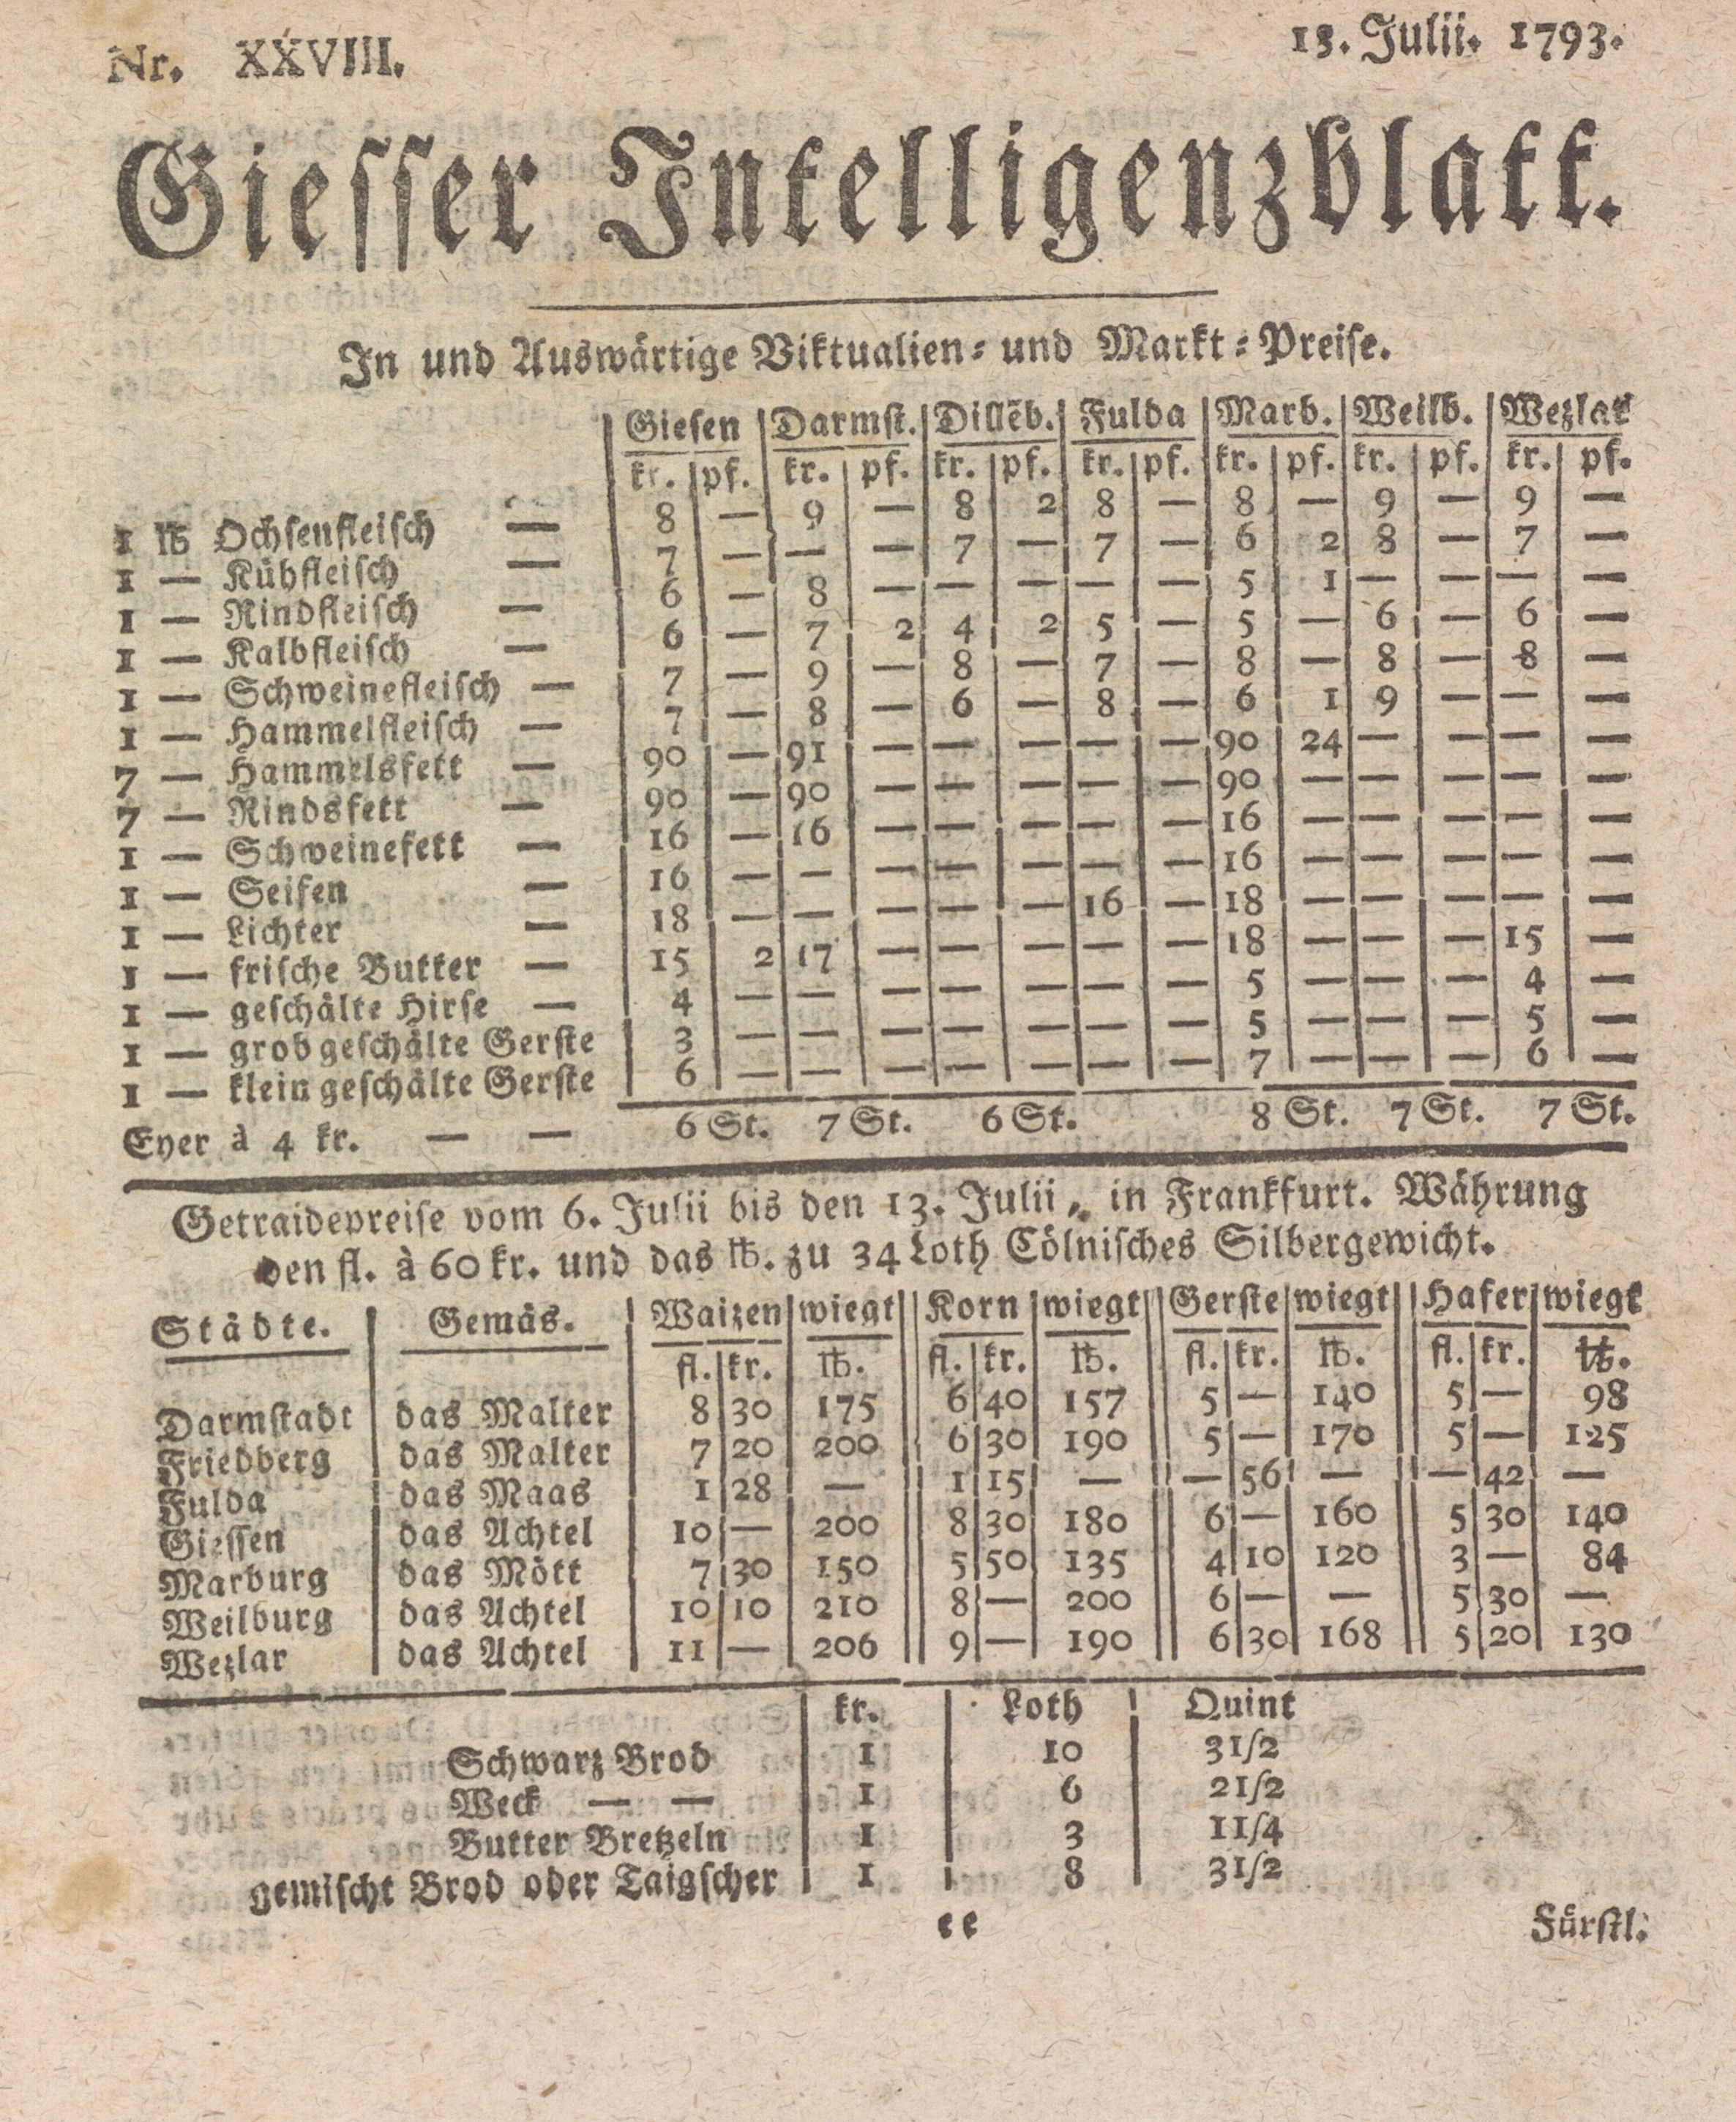 Nr. XXVIII. 13. Julii. 1793.
Giesser Intelligenzblatt.
In und Auswärtige Viktualien- und Markt-Preise.
Giesen Darmst. Dillēb. Fulda Marb. Weilb. Wezlar
kr. pf. kr. pf. kr. pf. kr. pf. kr. pf. kr. pf. kr. pf.
1 ℔ Ochsenfleisch — 8 — 9 — 8 2 8 — 8 — 9 — 9 —
1 — Kühfleisch — 7 — — — 7 — 7 — 6 2 8 — 7 —
1 — Rindfleisch — 6 — 8 — — — — — 5 1 — — — —
1 — Kalbfleisch — 6 — 7 2 4 2 5 — 5 — 6 — 6 —
1 — Schweinefleisch — 7 — 9 — 8 — 7 — 8 — 8 — 8 —
1 — Hammelfleisch — 7 — 8 — 6 — 8 — 6 1 9 — — —
7 — Hammelsfett — 90 — 91 — — — — — 90 24 — — — —
7 — Rindsfett — 90 — 90 — — — — — 90 — — — — —
1 — Schweinefett — 16 — 16 — — — — — 16 — — — — —
1 — Seifen — 16 — — — — — — — 16 — — — — —
1 — Lichter — 18 — — — — — 16 — 18 — — — — —
1 — frische Butter — 15 2 17 — — — — — 18 — — — 15 —
1 — geschälte Hirse — 4 — — — — — — — 5 — — — 4 —
1 — grob geschälte Gerste 3 — — — — — — — 5 — — — 5 —
1 — klein geschälte Gerste 6 — — — — — — — 7 — — — 6 —
Eyer à 4 kr. — — 6 St. 7 St. 6 St. 8 St. 7 St. 7 St.
Getraidepreise vom 6. Julii bis den 13. Julii, in Frankfurt. Währung
den fl. à 60 kr. und das ℔. zu 34 Loth Cölnisches Silbergewicht.
Städte. Gemäs. Waizen wiegt Korn wiegt Gerste wiegt Hafer wiegt
fl. kr. ℔. fl. kr. ℔. fl. kr. ℔. fl. kr. ℔.
Darmstadt das Malter 8 30 175 6 40 157 5 — 140 5 — 98
Friedberg das Malter 7 20 200 6 30 190 5 — 170 5 — 125
Fulda das Maas 1 28 — 1 15 — — 56 — — 42 —
Giessen das Achtel 10 — 200 8 30 180 6 — 160 5 30 140
Marburg das Mött 7 30 150 5 50 135 4 10 120 3 — 84
Weilburg das Achtel 10 10 210 8 — 200 6 — — 5 30 —
Wezlar das Achtel 11 — 206 9 — 190 6 30 168 5 20 130
kr. Loth Quint
Schwarz Brod 1 10 3 1/2
Weck — — 1 6 2 1/2
Butter Bretzeln 1 3 1 1/4
gemischt Brod oder Taigscher 1 8 3 1/2
ee Fürstl.